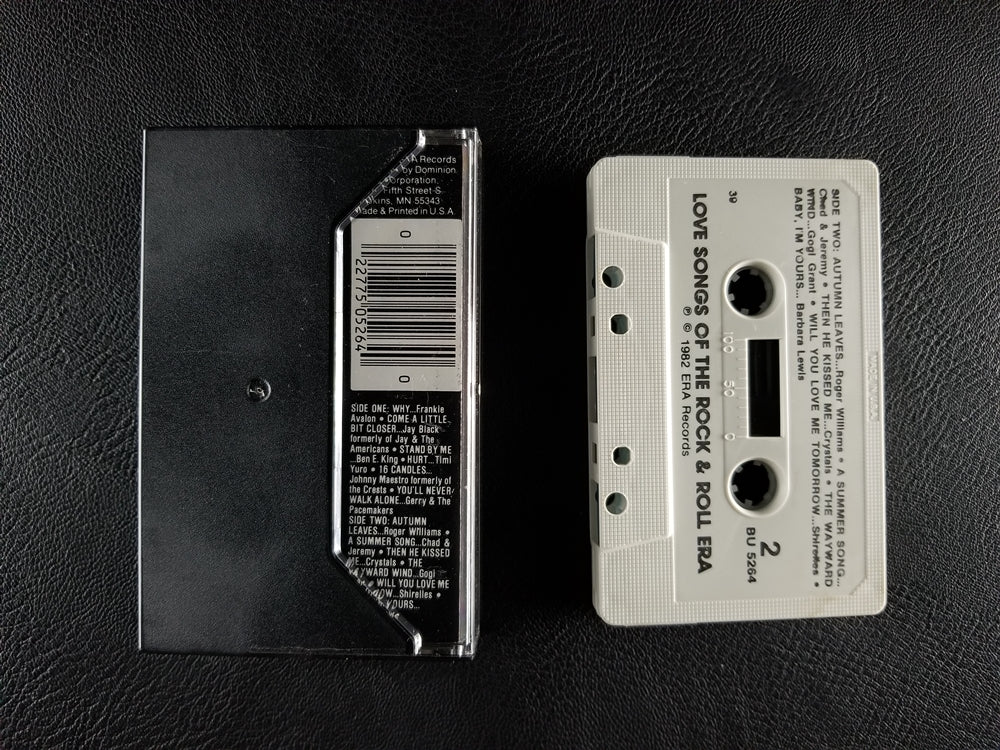 TA Records
by Dominion
Corporation,
Fifth Street S.
kins, MN 55343
ade & Printed in U.S.A.
0
22775 05264
0
SIDE ONE: WHY...Frankie
Avalon • COME A LITTLE
BIT CLOSER...Jay Black
formerly of Jay & The
Americans • STAND BY ME
...Ben E. King • HURT...Timi
Yuro • 16 CANDLES...
Johnny Maestro formerly of
the Crests • YOU'LL NEVER
WALK ALONE...Gerry & The
Pacemakers
SIDE TWO: AUTUMN
LEAVES...Roger Williams •
A SUMMER SONG...Chad &
Jeremy • THEN HE KISSED
ME...Crystals • THE
WAYWARD WIND...Gogi
• WILL YOU LOVE ME
OW...Shirelles •
YOURS...
SIDE TWO: AUTUMN LEAVES...Roger Williams • A SUMMER SONG...
Chad & Jeremy • THEN HE KISSED ME...Crystals • THE WAYWARD
WIND...Gogi Grant • WILL YOU LOVE ME TOMORROW...Shirelles •
BABY, I'M YOURS... Barbara Lewis
100 50 0
2
BU 5264
39
LOVE SONGS OF THE ROCK & ROLL ERA
℗ © 1982 ERA Records